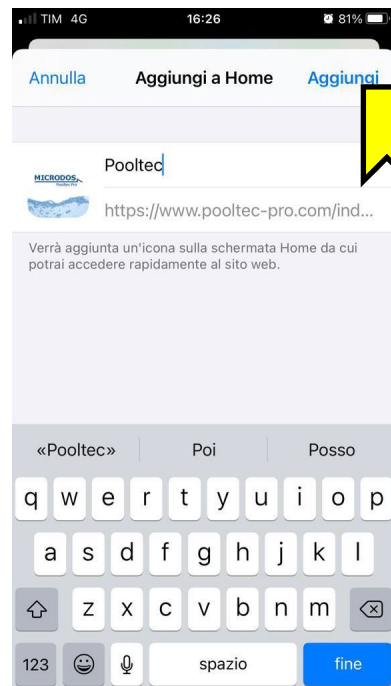 TIM 4G 16:26 81%
Annulla Aggiungi a Home Aggiungi
MICRODOS
Pooltec Pro
Pooltec
https://www.pooltec-pro.com/ind...
Verrà aggiunta un'icona sulla schermata Home da cui
potrai accedere rapidamente al sito web.
«Pooltec» Poi Posso
q w e r t y u i o p
a s d f g h j k l
z x c v b n m
123 spazio fine